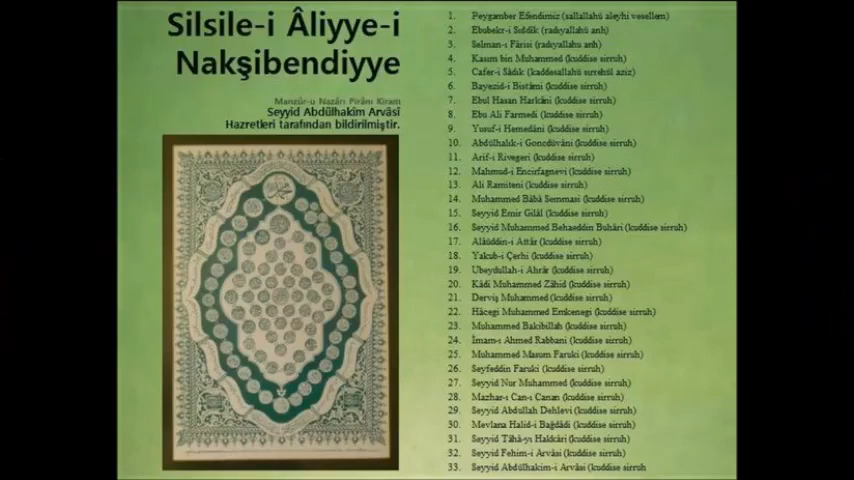 Silsile-i Âliyye-i
Nakşibendiyye
Manzûr-u Nazârı Pîrânı Kiram
Seyyid Abdülhakîm Arvâsî
Hazretleri tarafından bildirilmiştir.
1. Peygamber Efendimiz (sallallahü aleyhi vesellem)
2. Ebubekr-i Sıddîk (radıyallahü anh)
3. Selman-ı Fârisi (radıyallahü anh)
4. Kasım bin Muhammed (kuddise sirruh)
5. Cafer-i Sâdık (kaddesallahü sırrehül aziz)
6. Bayezid-i Bistâmi (kuddise sirruh)
7. Ebul Hasan Harkâni (kuddise sirruh)
8. Ebu Ali Farmedi (kuddise sirruh)
9. Yusuf-i Hemedâni (kuddise sirruh)
10. Abdülhalık-i Goncdüvâni (kuddise sirruh)
11. Arif-i Rivegeri (kuddise sirruh)
12. Mahmud-i Encirfagnevi (kuddise sirruh)
13. Ali Ramiteni (kuddise sirruh)
14. Muhammed Bâbâ Semmasi (kuddise sirruh)
15. Seyyid Emir Gilâl (kuddise sirruh)
16. Seyyid Muhammed Behaeddin Buhâri (kuddise sirruh)
17. Alâüddin-i Attâr (kuddise sirruh)
18. Yakub-i Çerhi (kuddise sirruh)
19. Ubeydullah-i Ahrâr (kuddise sirruh)
20. Kâdî Muhammed Zâhid (kuddise sirruh)
21. Derviş Muhammed (kuddise sirruh)
22. Hâcegi Muhammed Emkenegi (kuddise sirruh)
23. Muhammed Bakibillah (kuddise sirruh)
24. İmam-ı Ahmed Rabbani (kuddise sirruh)
25. Muhammed Masum Faruki (kuddise sirruh)
26. Seyfeddin Faruki (kuddise sirruh)
27. Seyyid Nur Muhammed (kuddise sirruh)
28. Mazhar-ı Can-ı Canan (kuddise sirruh)
29. Seyyid Abdullah Dehlevi (kuddise sirruh)
30. Mevlana Halid-i Bağdâdi (kuddise sirruh)
31. Seyyid Tâhâ-yı Hakkâri (kuddise sirruh)
32. Seyyid Fehim-i Arvâsi (kuddise sirruh)
33. Seyyid Abdülhakim-i Arvâsi (kuddise sirruh